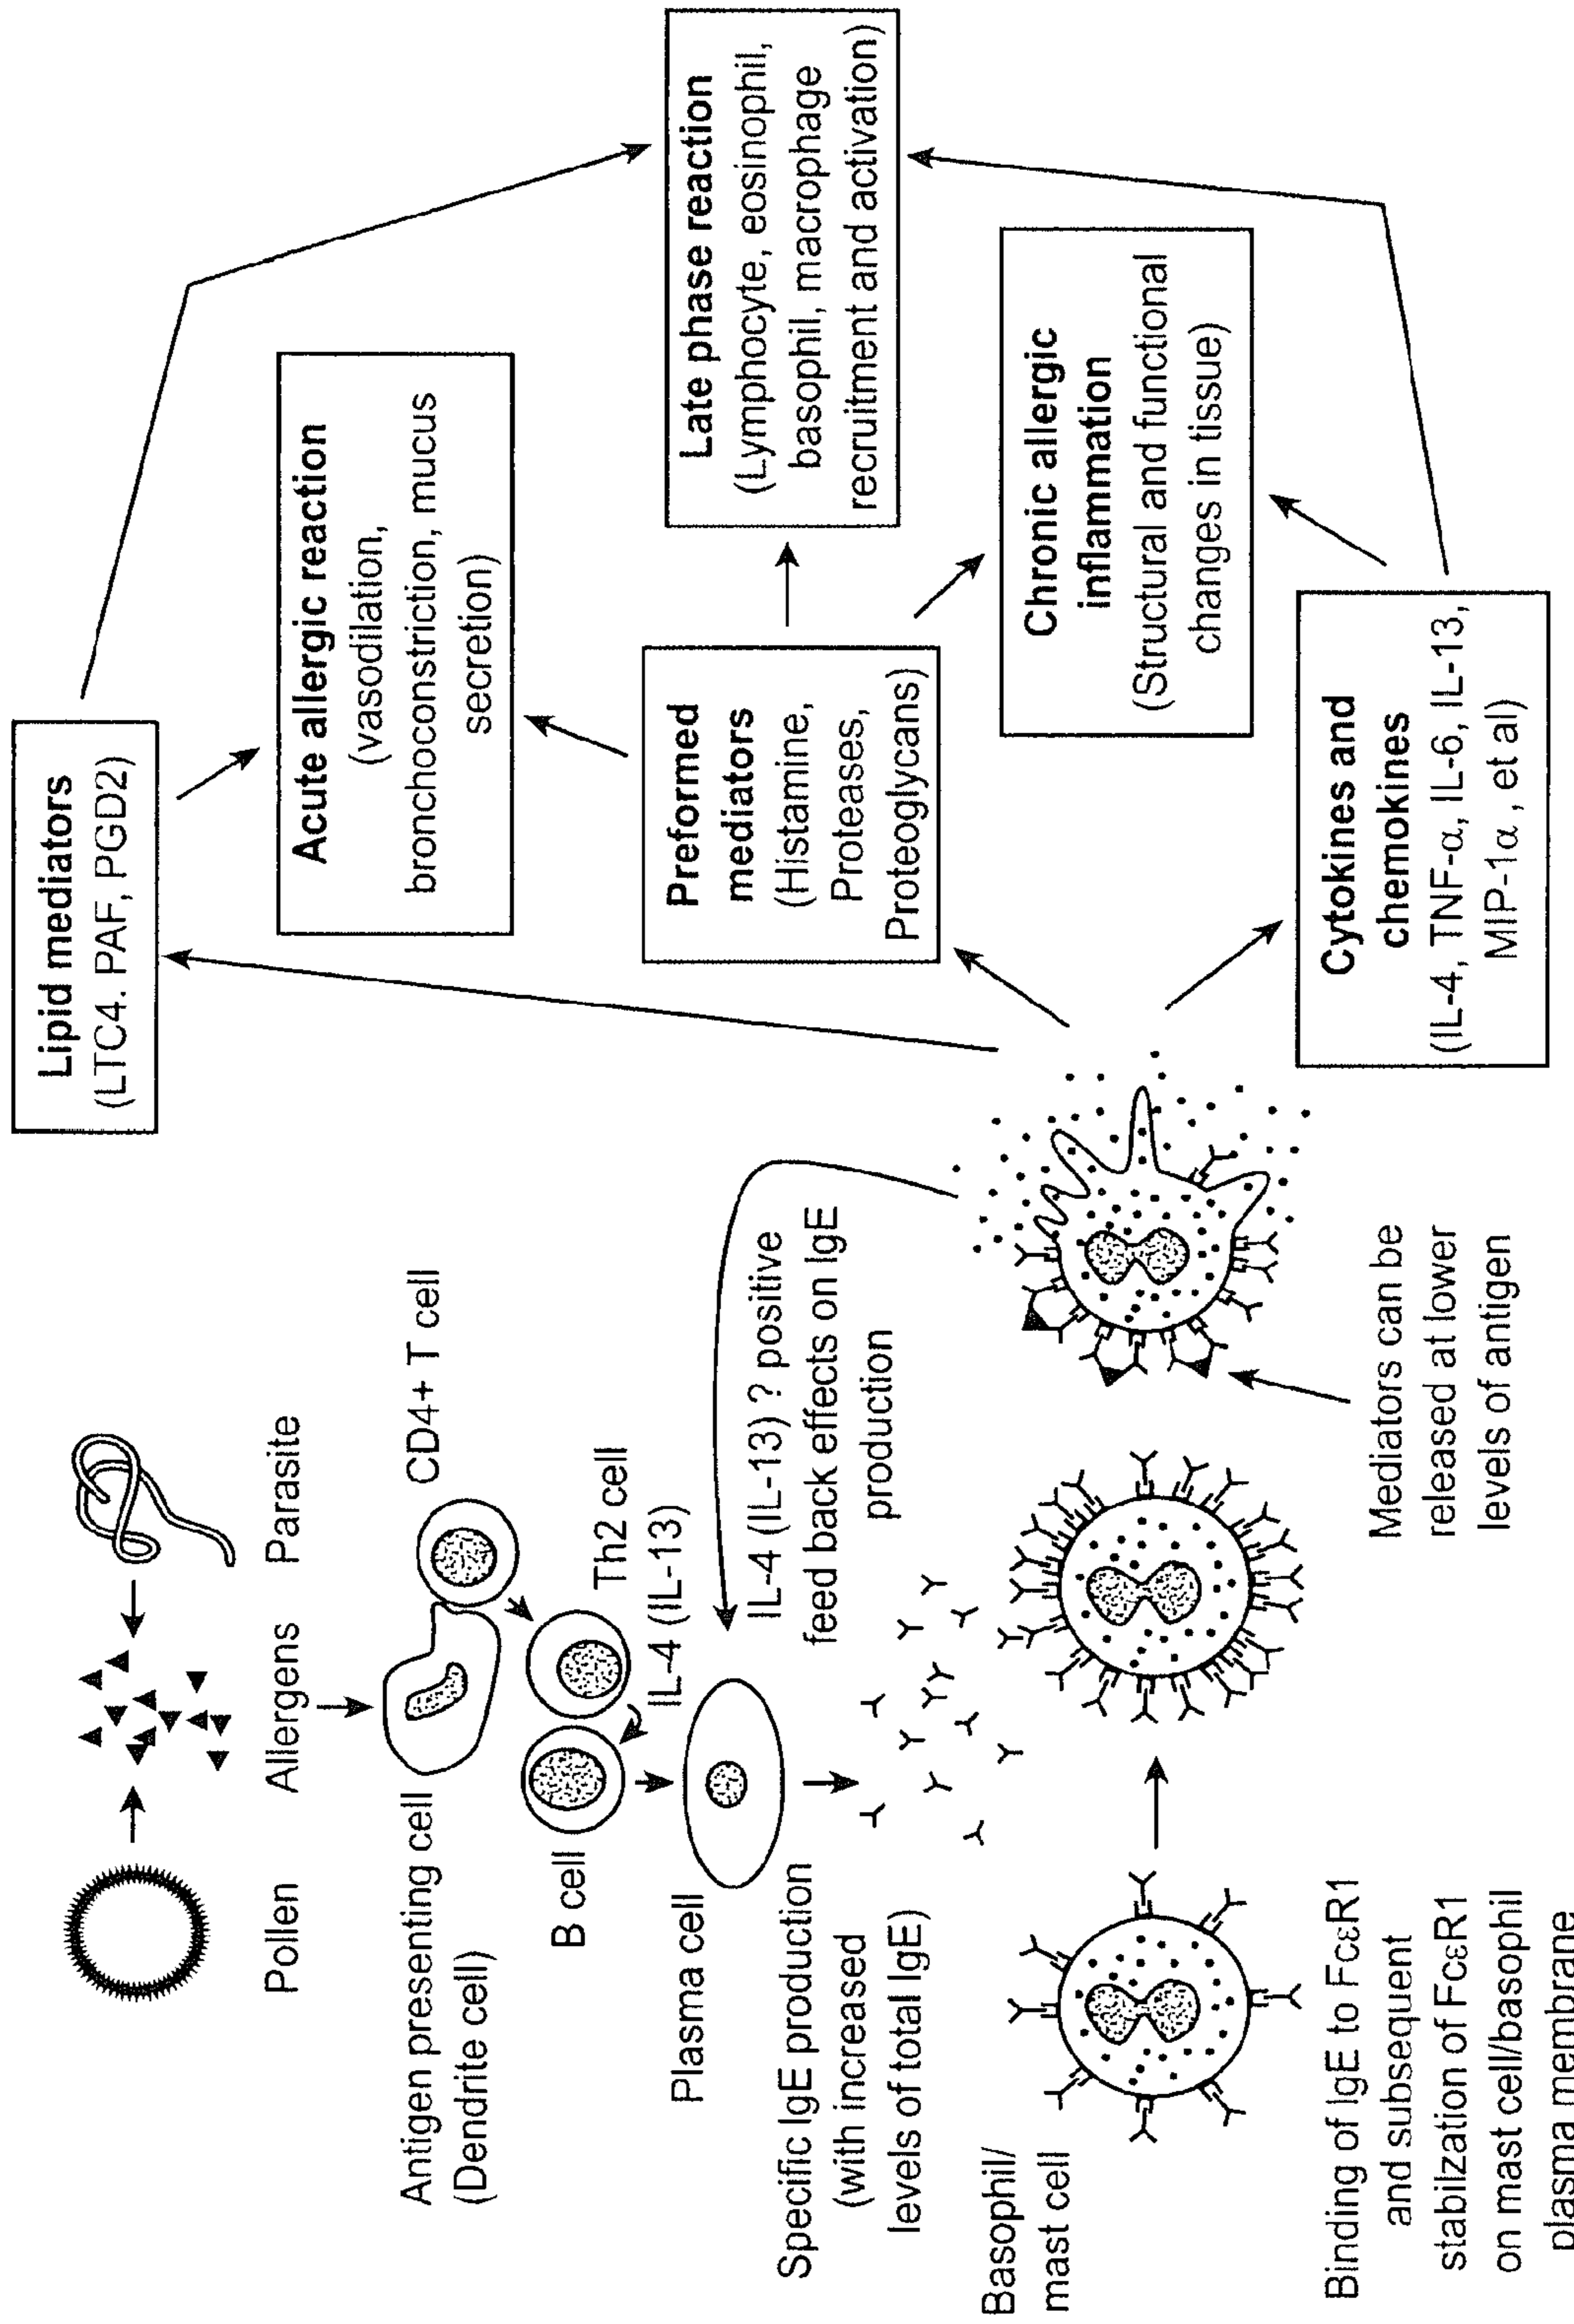 Pollen
Allergens
Parasite
Antigen presenting cell
(Dendrite cell)
CD4+ T cell
B cell
Th2 cell
IL-4 (IL-13)
Plasma cell
IL-4 (IL-13) ? positive
feed back effects on IgE
production
Specific IgE production
(with increased
levels of total IgE)
Basophil/
mast cell
Binding of IgE to FcεR1
and subsequent
stabilzation of FcεR1
on mast cell/basophil
plasma membrane
Mediators can be
released at lower
levels of antigen
Lipid mediators
(LTC4. PAF, PGD2)
Acute allergic reaction
(vasodilation,
bronchoconstriction, mucus
secretion)
Preformed
mediators
(Histamine,
Proteases,
Proteoglycans)
Late phase reaction
(Lymphocyte, eosinophil,
basophil, macrophage
recruitment and activation)
Chronic allergic
inflammation
(Structural and functional
changes in tissue)
Cytokines and
chemokines
(IL-4, TNF-α, IL-6, IL-13,
MIP-1α, et al)